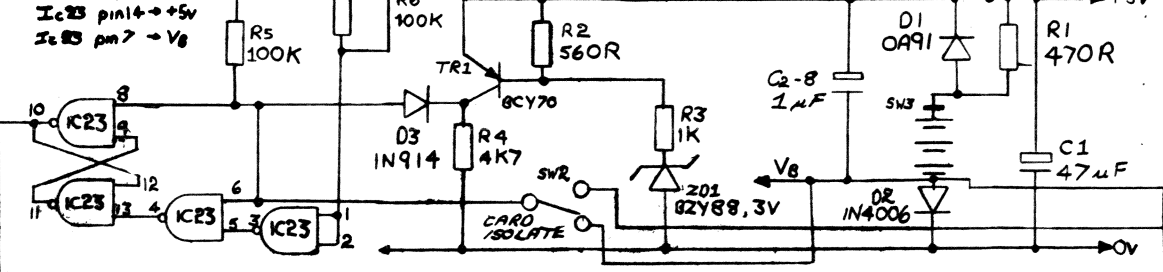 Ic23 pin14 → +5v
Ic23 pin7 → VB
R5
100K
100K
TR1
BCY70
R2
560R
D1
OA91
R1
470R
C2-8
1µF
SW3
10
8
9
IC23
D3
1N914
R4
4K7
R3
1K
C1
47µF
12
11
IC23
13
4
IC23
6
5
3
IC23
1
2
SW2
CARD
ISOLATE
VB
ZD1
BZY88,3V
D2
1N4006
0V